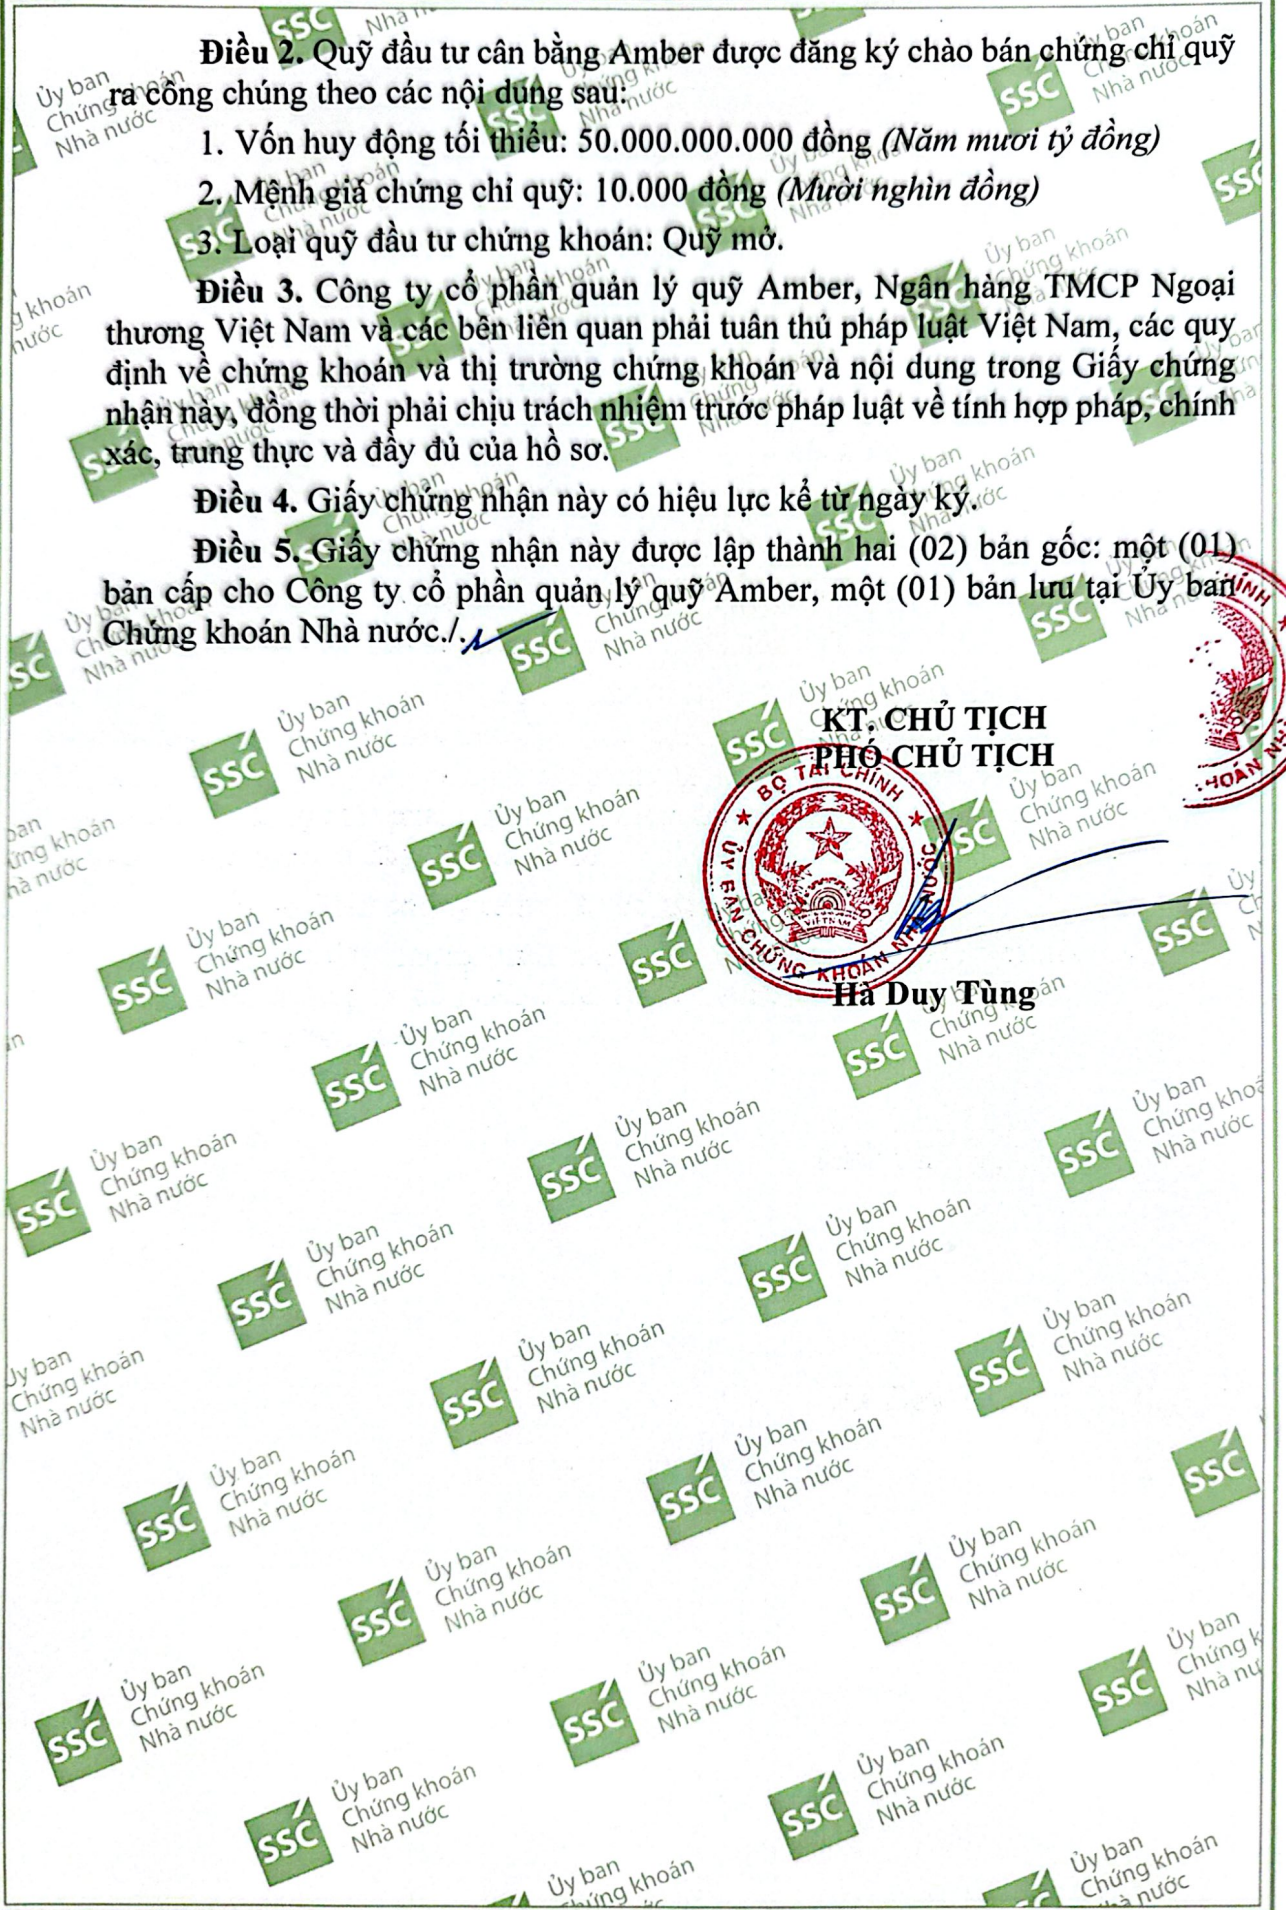 Điều 2. Quỹ đầu tư cân bằng Amber được đăng ký chào bán chứng chỉ quỹ
ra công chúng theo các nội dung sau:
1. Vốn huy động tối thiểu: 50.000.000.000 đồng (Năm mươi tỷ đồng)
2. Mệnh giá chứng chỉ quỹ: 10.000 đồng (Mười nghìn đồng)
3. Loại quỹ đầu tư chứng khoán: Quỹ mở.
Điều 3. Công ty cổ phần quản lý quỹ Amber, Ngân hàng TMCP Ngoại
thương Việt Nam và các bên liên quan phải tuân thủ pháp luật Việt Nam, các quy
định về chứng khoán và thị trường chứng khoán và nội dung trong Giấy chứng
nhận này, đồng thời phải chịu trách nhiệm trước pháp luật về tính hợp pháp, chính
xác, trung thực và đầy đủ của hồ sơ.
Điều 4. Giấy chứng nhận này có hiệu lực kể từ ngày ký.
Điều 5. Giấy chứng nhận này được lập thành hai (02) bản gốc: một (01)
bản cấp cho Công ty cổ phần quản lý quỹ Amber, một (01) bản lưu tại Ủy ban
Chứng khoán Nhà nước./.
KT. CHỦ TỊCH
PHÓ CHỦ TỊCH
BỘ TÀI CHÍNH
ỦY BAN CHỨNG KHOÁN NHÀ NƯỚC
VIỆT NAM
Hà Duy Tùng
SSC
Ủy ban
Chứng khoán
Nhà nước